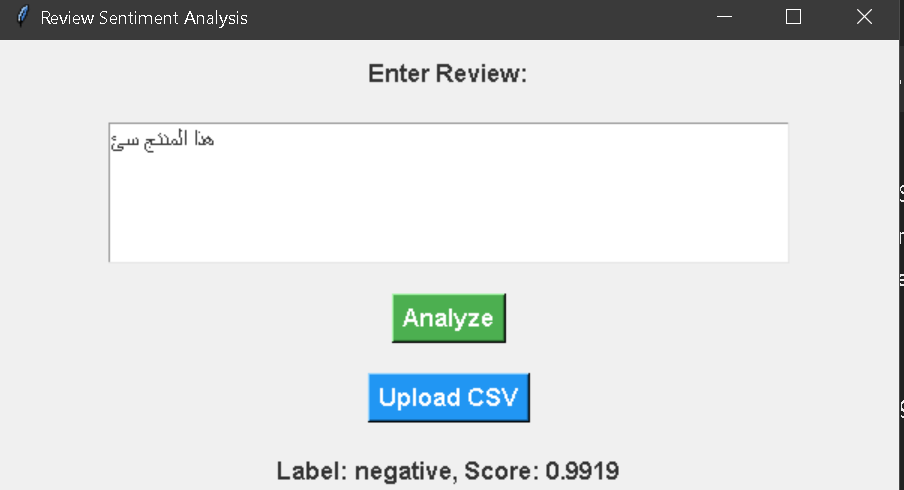 Review Sentiment Analysis
Enter Review:
هذا المنتج سئ
Analyze
Upload CSV
Label: negative, Score: 0.9919